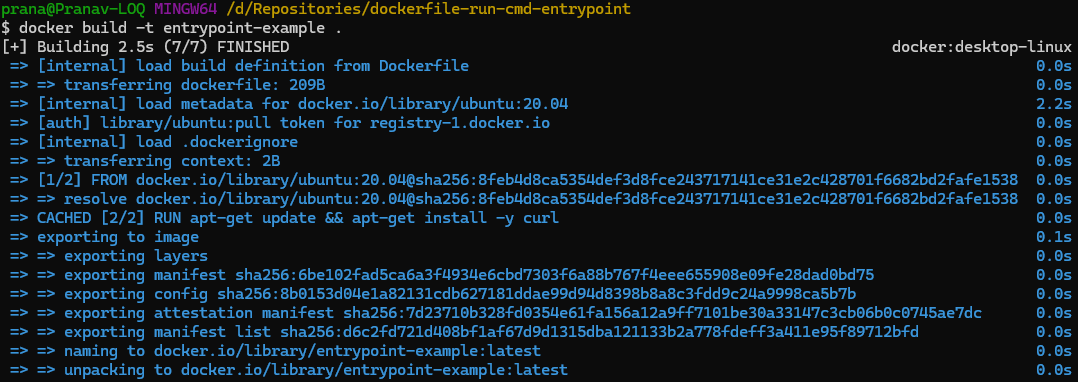 prana@Pranav-LOQ MINGW64 /d/Repositories/dockerfile-run-cmd-entrypoint
$ docker build -t entrypoint-example .
[+] Building 2.5s (7/7) FINISHED docker:desktop-linux
=> [internal] load build definition from Dockerfile 0.0s
=> => transferring dockerfile: 209B 0.0s
=> [internal] load metadata for docker.io/library/ubuntu:20.04 2.2s
=> [auth] library/ubuntu:pull token for registry-1.docker.io 0.0s
=> [internal] load .dockerignore 0.0s
=> => transferring context: 2B 0.0s
=> [1/2] FROM docker.io/library/ubuntu:20.04@sha256:8feb4d8ca5354def3d8fce243717141ce31e2c428701f6682bd2fafe1538 0.0s
=> => resolve docker.io/library/ubuntu:20.04@sha256:8feb4d8ca5354def3d8fce243717141ce31e2c428701f6682bd2fafe1538 0.0s
=> CACHED [2/2] RUN apt-get update && apt-get install -y curl 0.0s
=> exporting to image 0.1s
=> => exporting layers 0.0s
=> => exporting manifest sha256:6be102fad5ca6a3f4934e6cbd7303f6a88b767f4eee655908e09fe28dad0bd75 0.0s
=> => exporting config sha256:8b0153d04e1a82131cdb627181ddae99d94d8398b8a8c3fdd9c24a9998ca5b7b 0.0s
=> => exporting attestation manifest sha256:7d23710b328fd0354e61fa156a12a9ff7101be30a33147c3cb06b0c0745ae7dc 0.0s
=> => exporting manifest list sha256:d6c2fd721d408bf1af67d9d1315dba121133b2a778fdeff3a411e95f89712bfd 0.0s
=> => naming to docker.io/library/entrypoint-example:latest 0.0s
=> => unpacking to docker.io/library/entrypoint-example:latest 0.0s